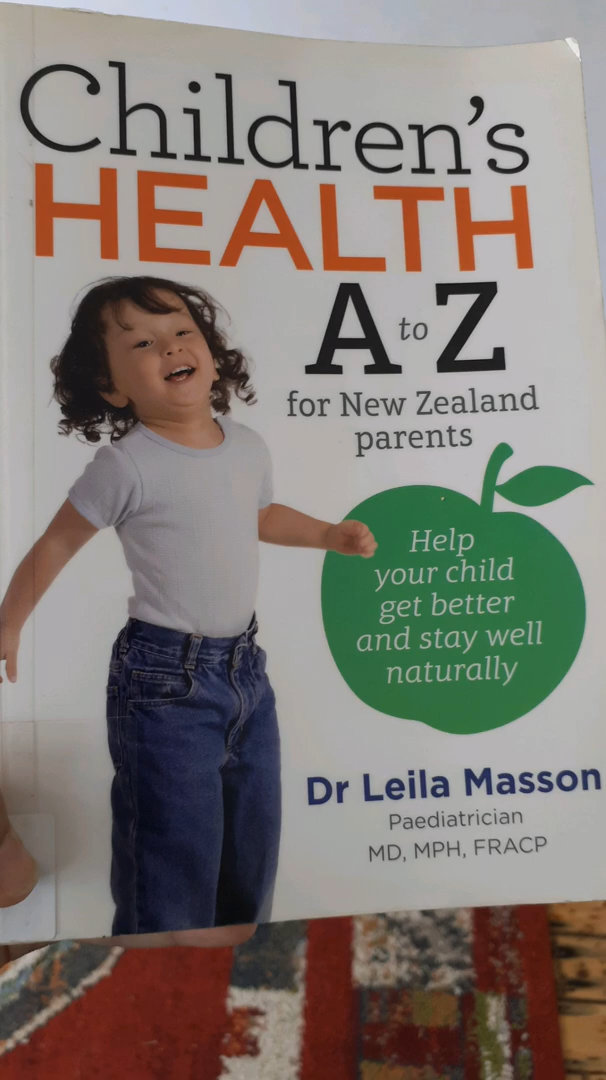 Children's
HEALTH
A to Z
for New Zealand
parents
Help
your child
get better
and stay well
naturally
Dr Leila Masson
Paediatrician
MD, MPH, FRACP